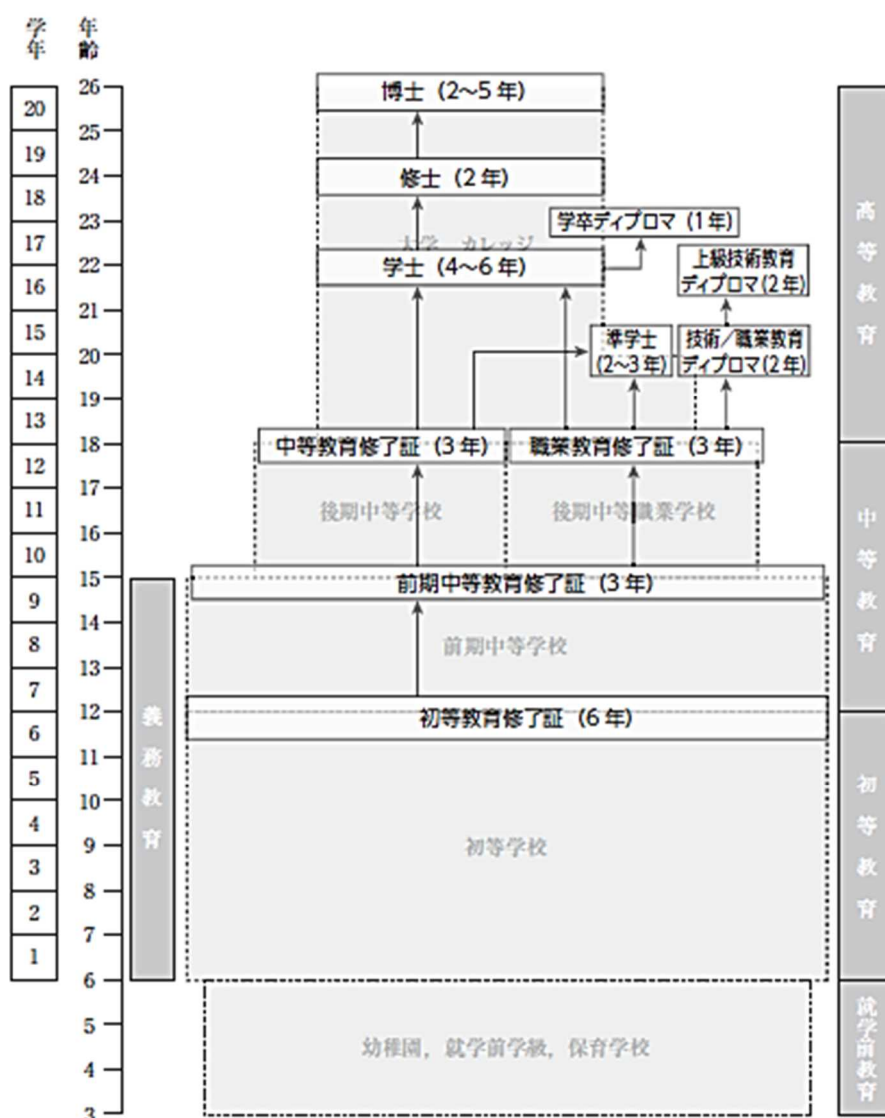 学年
年齢
26
20
博士（2〜5 年）
25
19
24
修士（2 年）
18
23
学卒ディプロマ（1 年）
17
大学，カレッジ
22
学士（4〜6 年）
上級技術教育
ディプロマ（2 年）
16
21
15
準学士
（2〜3 年）
技術／職業教育
ディプロマ（2 年）
20
14
19
13
18
中等教育修了証（3 年）
職業教育修了証（3 年）
12
17
11
後期中等学校
後期中等職業学校
16
10
15
前期中等教育修了証（3 年）
9
14
8
前期中等学校
13
7
12
初等教育修了証（6 年）
6
11
5
10
4
初等学校
9
3
8
2
7
1
6
5
幼稚園，就学前学級，保育学校
4
3
義務教育
高等教育
中等教育
初等教育
就学前教育